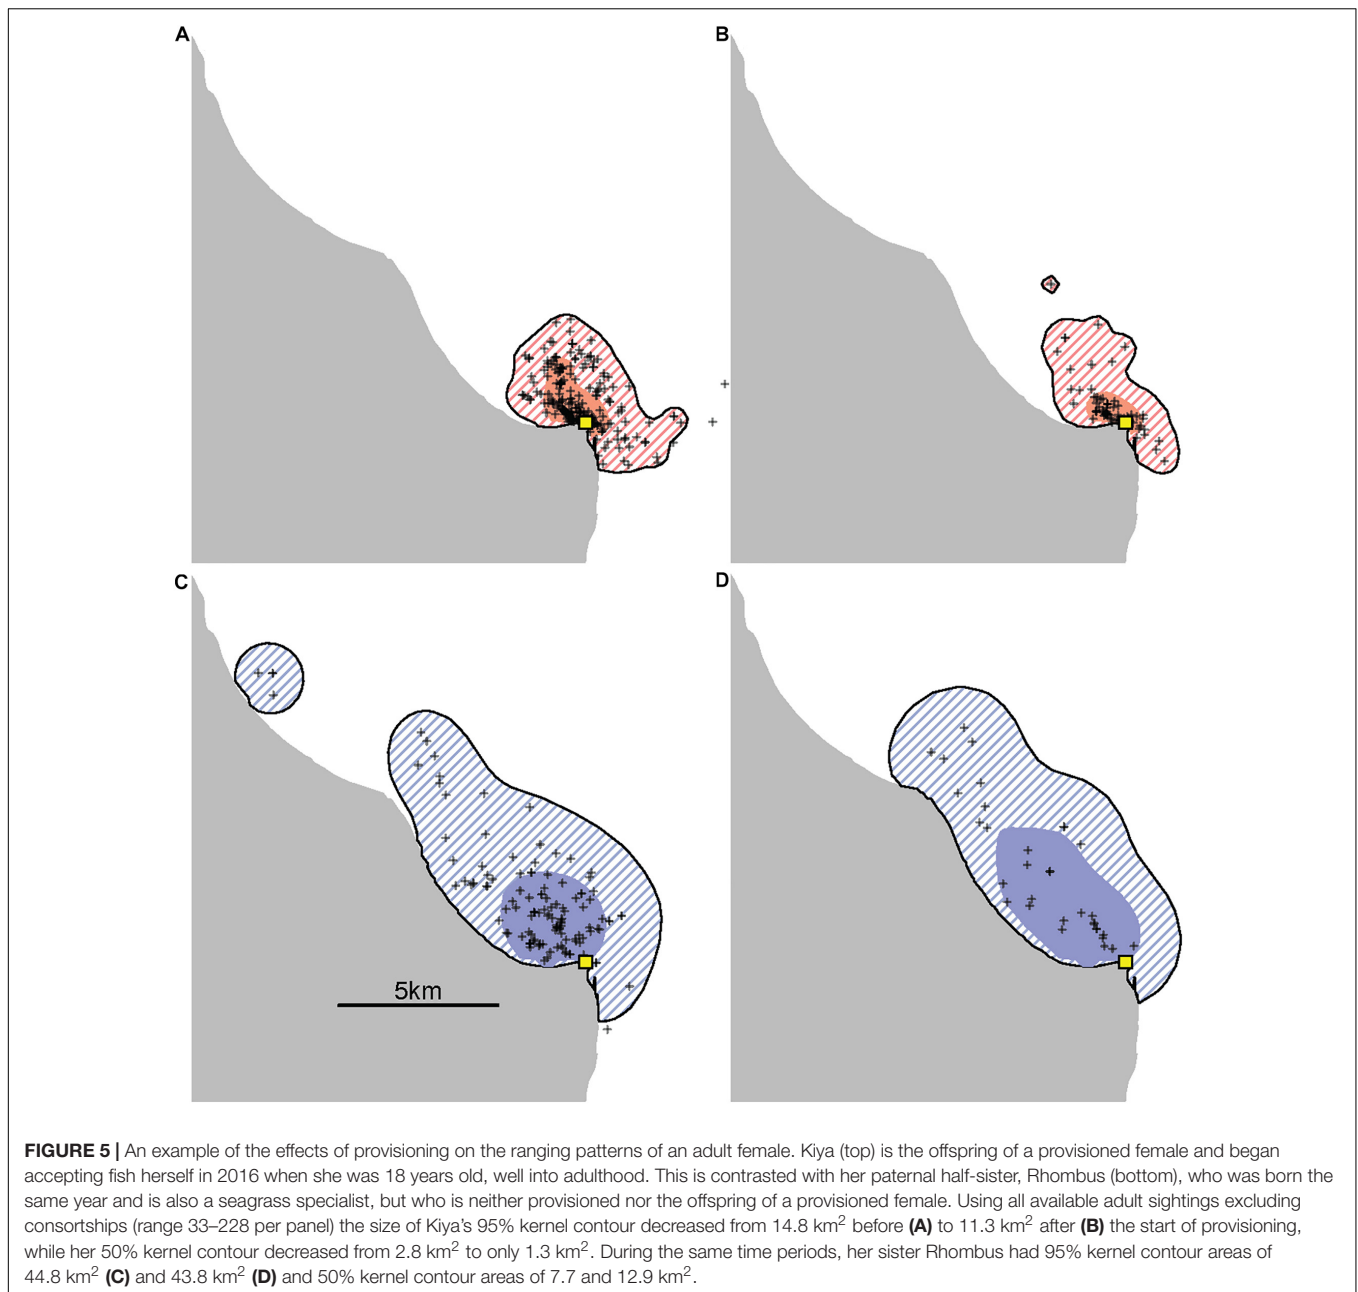 A
B
C
D
5km
FIGURE 5 | An example of the effects of provisioning on the ranging patterns of an adult female. Kiya (top) is the offspring of a provisioned female and began
accepting fish herself in 2016 when she was 18 years old, well into adulthood. This is contrasted with her paternal half-sister, Rhombus (bottom), who was born the
same year and is also a seagrass specialist, but who is neither provisioned nor the offspring of a provisioned female. Using all available adult sightings excluding
consortships (range 33–228 per panel) the size of Kiya's 95% kernel contour decreased from 14.8 km² before (A) to 11.3 km² after (B) the start of provisioning,
while her 50% kernel contour decreased from 2.8 km² to only 1.3 km². During the same time periods, her sister Rhombus had 95% kernel contour areas of
44.8 km² (C) and 43.8 km² (D) and 50% kernel contour areas of 7.7 and 12.9 km².